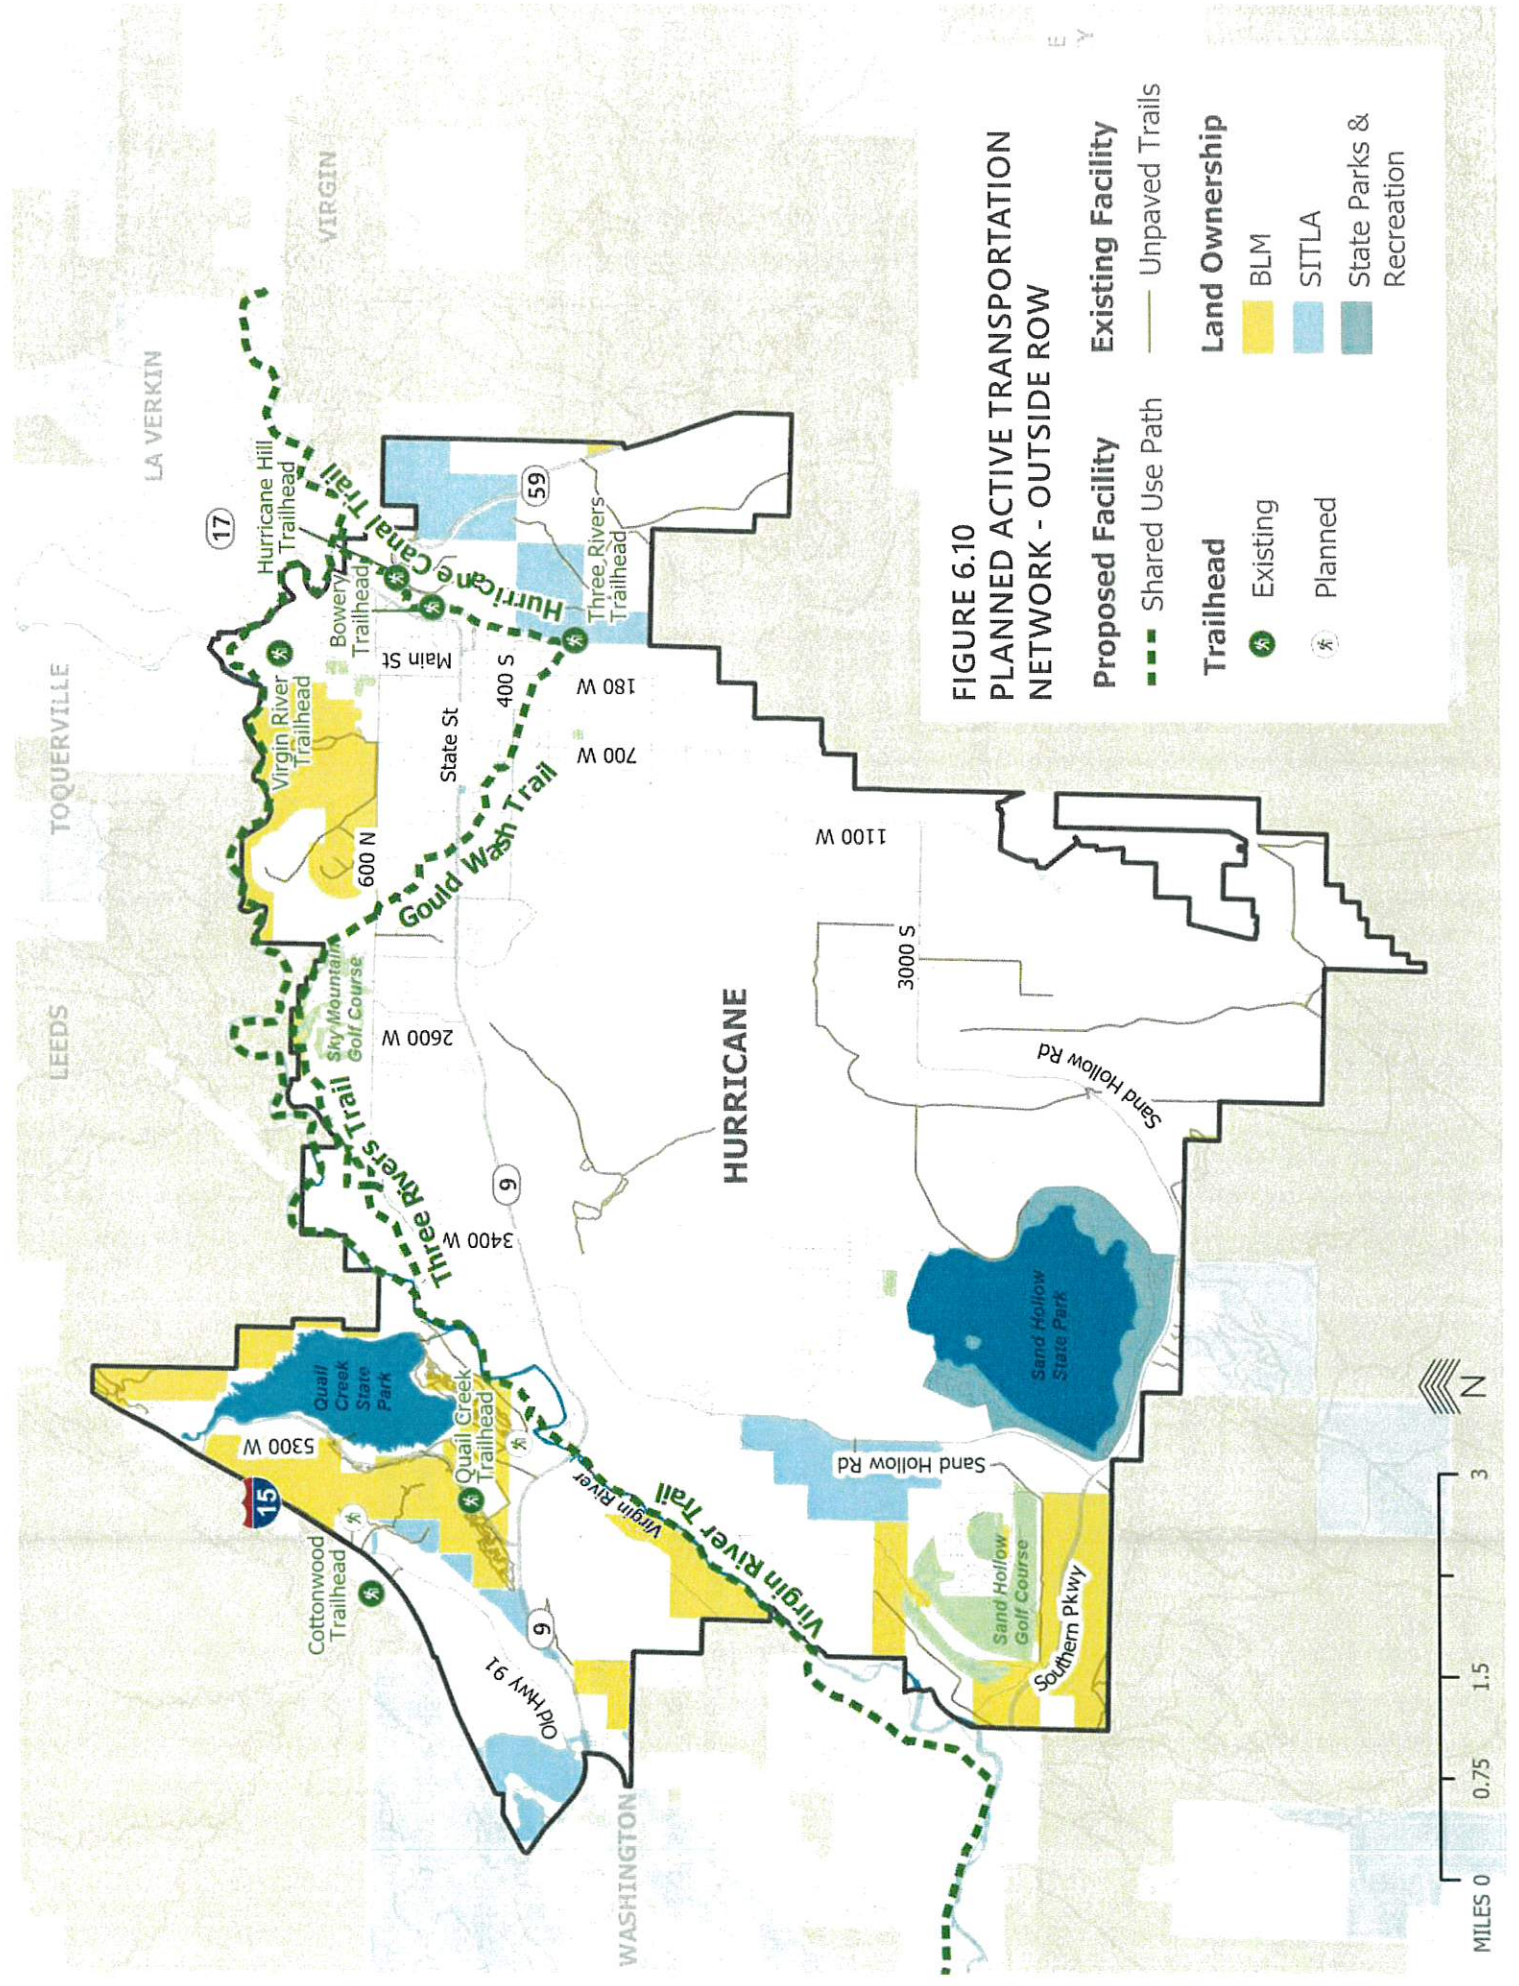 FIGURE 6.10
PLANNED ACTIVE TRANSPORTATION
NETWORK - OUTSIDE ROW
Proposed Facility
Shared Use Path
Existing Facility
Unpaved Trails
Trailhead
Existing
Planned
Land Ownership
BLM
SITLA
State Parks &
Recreation
LEEDS
TOQUERVILLE
LA VERKIN
VIRGIN
WASHINGTON
HURRICANE
E
Y
15
17
9
9
59
Cottonwood
Trailhead
Quail Creek
Trailhead
Quail
Creek
State
Park
5300 W
Old Hwy 91
Virgin River
Virgin River Trail
Three Rivers Trail
3400 W
2600 W
Sky Mountain
Golf Course
600 N
Gould Wash Trail
State St
Main St
400 S
180 W
700 W
1100 W
3000 S
Virgin River
Trailhead
Bowery
Trailhead
Hurricane Hill
Trailhead
Hurricane Canal Trail
Three Rivers
Trailhead
Sand Hollow Rd
Sand Hollow Rd
Sand Hollow
State Park
Sand Hollow
Golf Course
Southern Pkwy
N
MILES 0 0.75 1.5 3